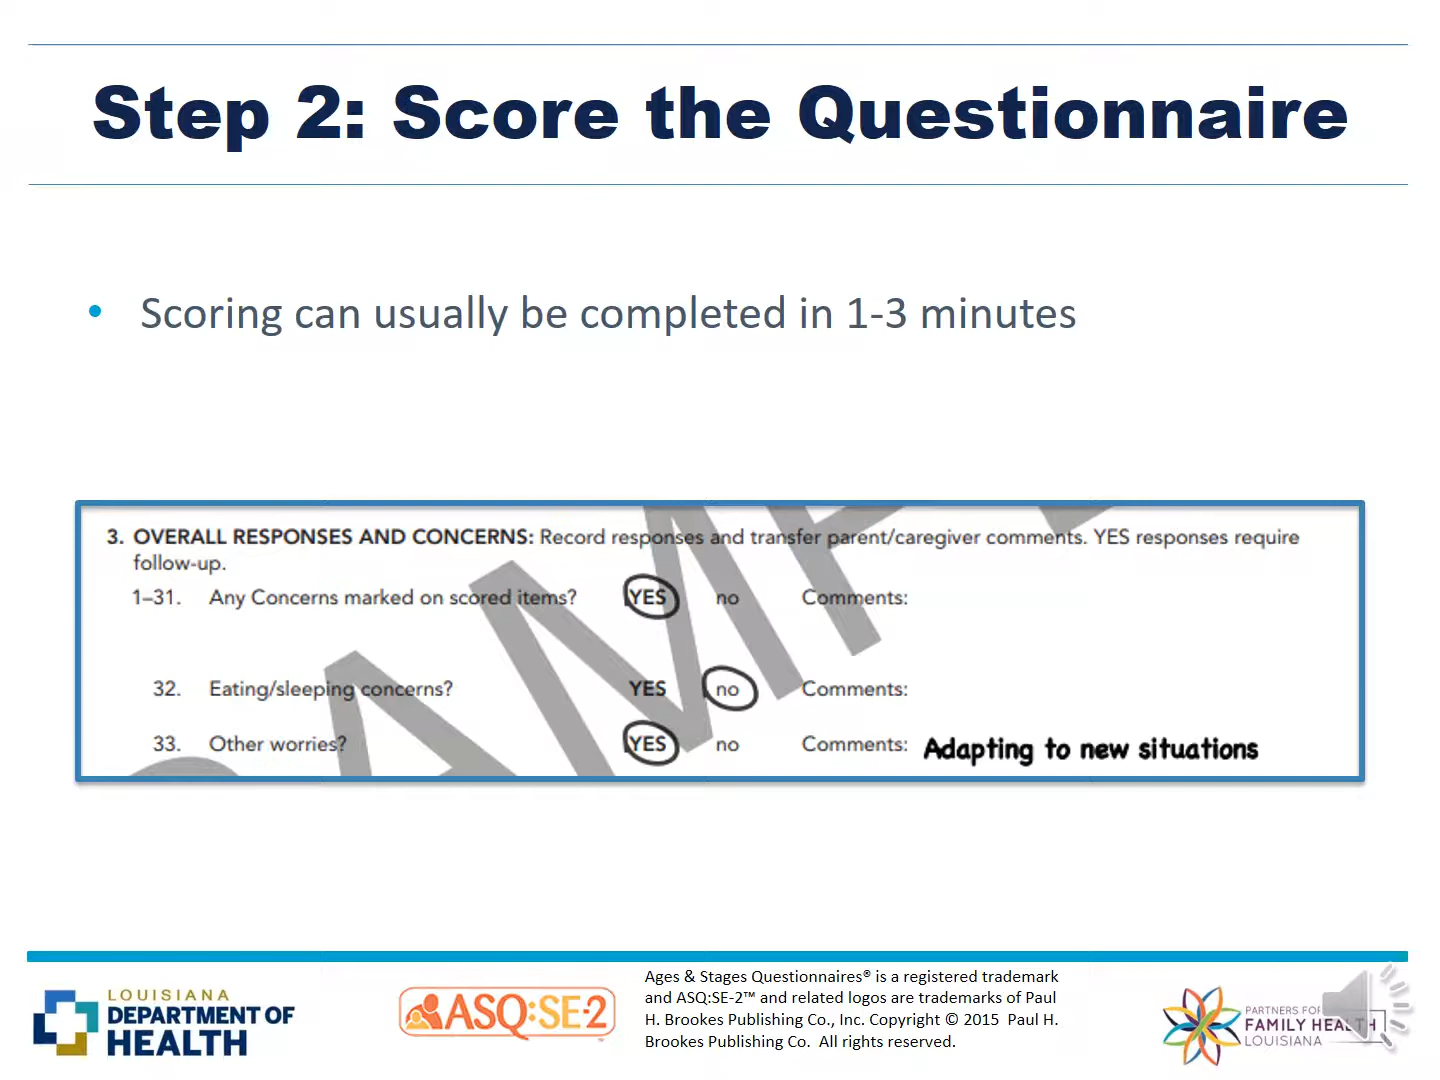 Step 2: Score the Questionnaire
• Scoring can usually be completed in 1-3 minutes
3. OVERALL RESPONSES AND CONCERNS: Record responses and transfer parent/caregiver comments. YES responses require
follow-up.
1–31. Any Concerns marked on scored items? YES no Comments:
32. Eating/sleeping concerns? YES no Comments:
33. Other worries? YES no Comments: Adapting to new situations
LOUISIANA
DEPARTMENT OF
HEALTH
ASQ:SE-2™
Ages & Stages Questionnaires® is a registered trademark
and ASQ:SE-2™ and related logos are trademarks of Paul
H. Brookes Publishing Co., Inc. Copyright © 2015 Paul H.
Brookes Publishing Co. All rights reserved.
PARTNERS FOR
FAMILY HEALTH
LOUISIANA